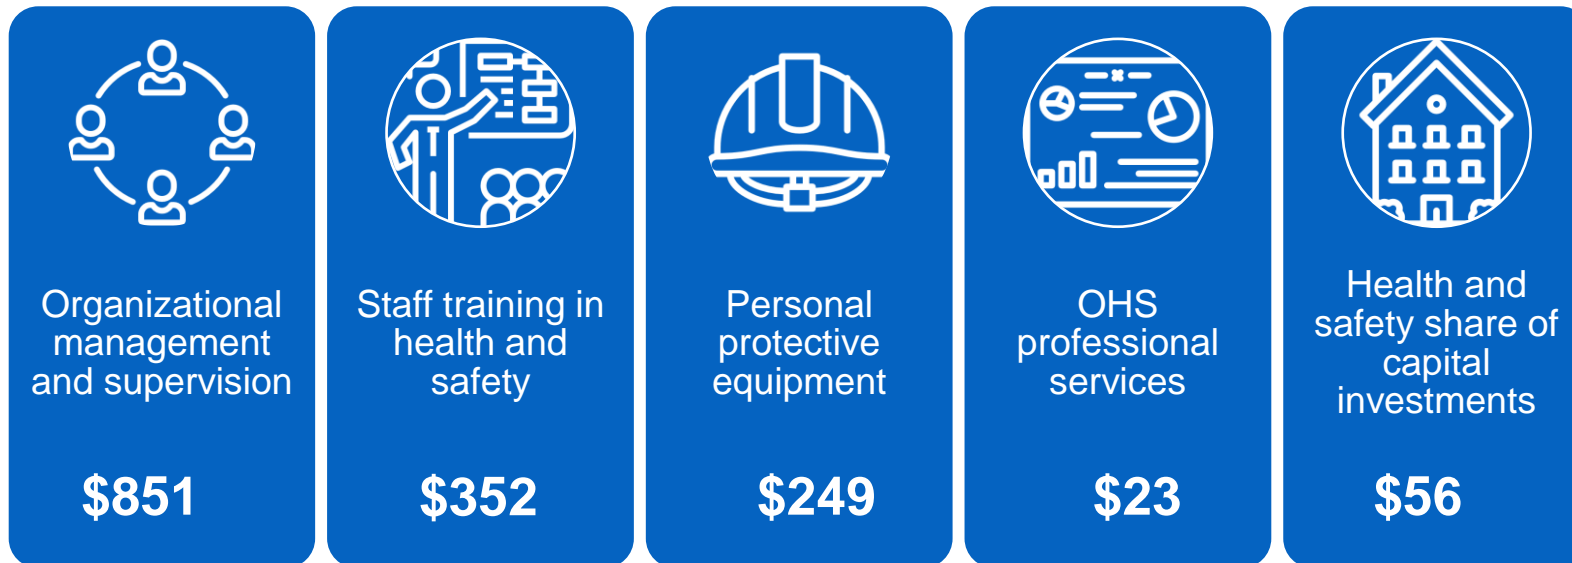 Organizational
management
and supervision
$851
Staff training in
health and
safety
$352
Personal
protective
equipment
$249
OHS
professional
services
$23
Health and
safety share of
capital
investments
$56